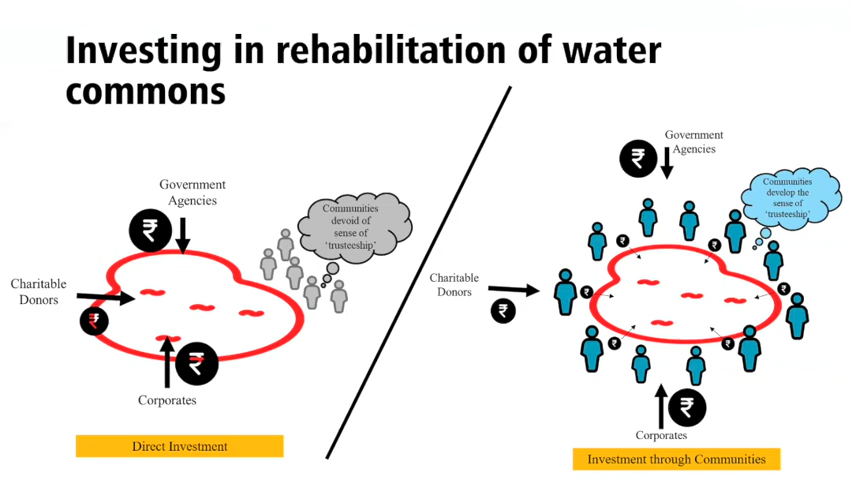 Investing in rehabilitation of water
commons
Government
Agencies
₹
Communities
devoid of
sense of
‘trusteeship’
Charitable
Donors
₹
₹
Corporates
Direct Investment
Government
Agencies
₹
Communities
develop the
sense of
‘trusteeship’
₹
₹
Charitable
Donors
₹
₹
₹
₹
₹
₹
Corporates
Investment through Communities